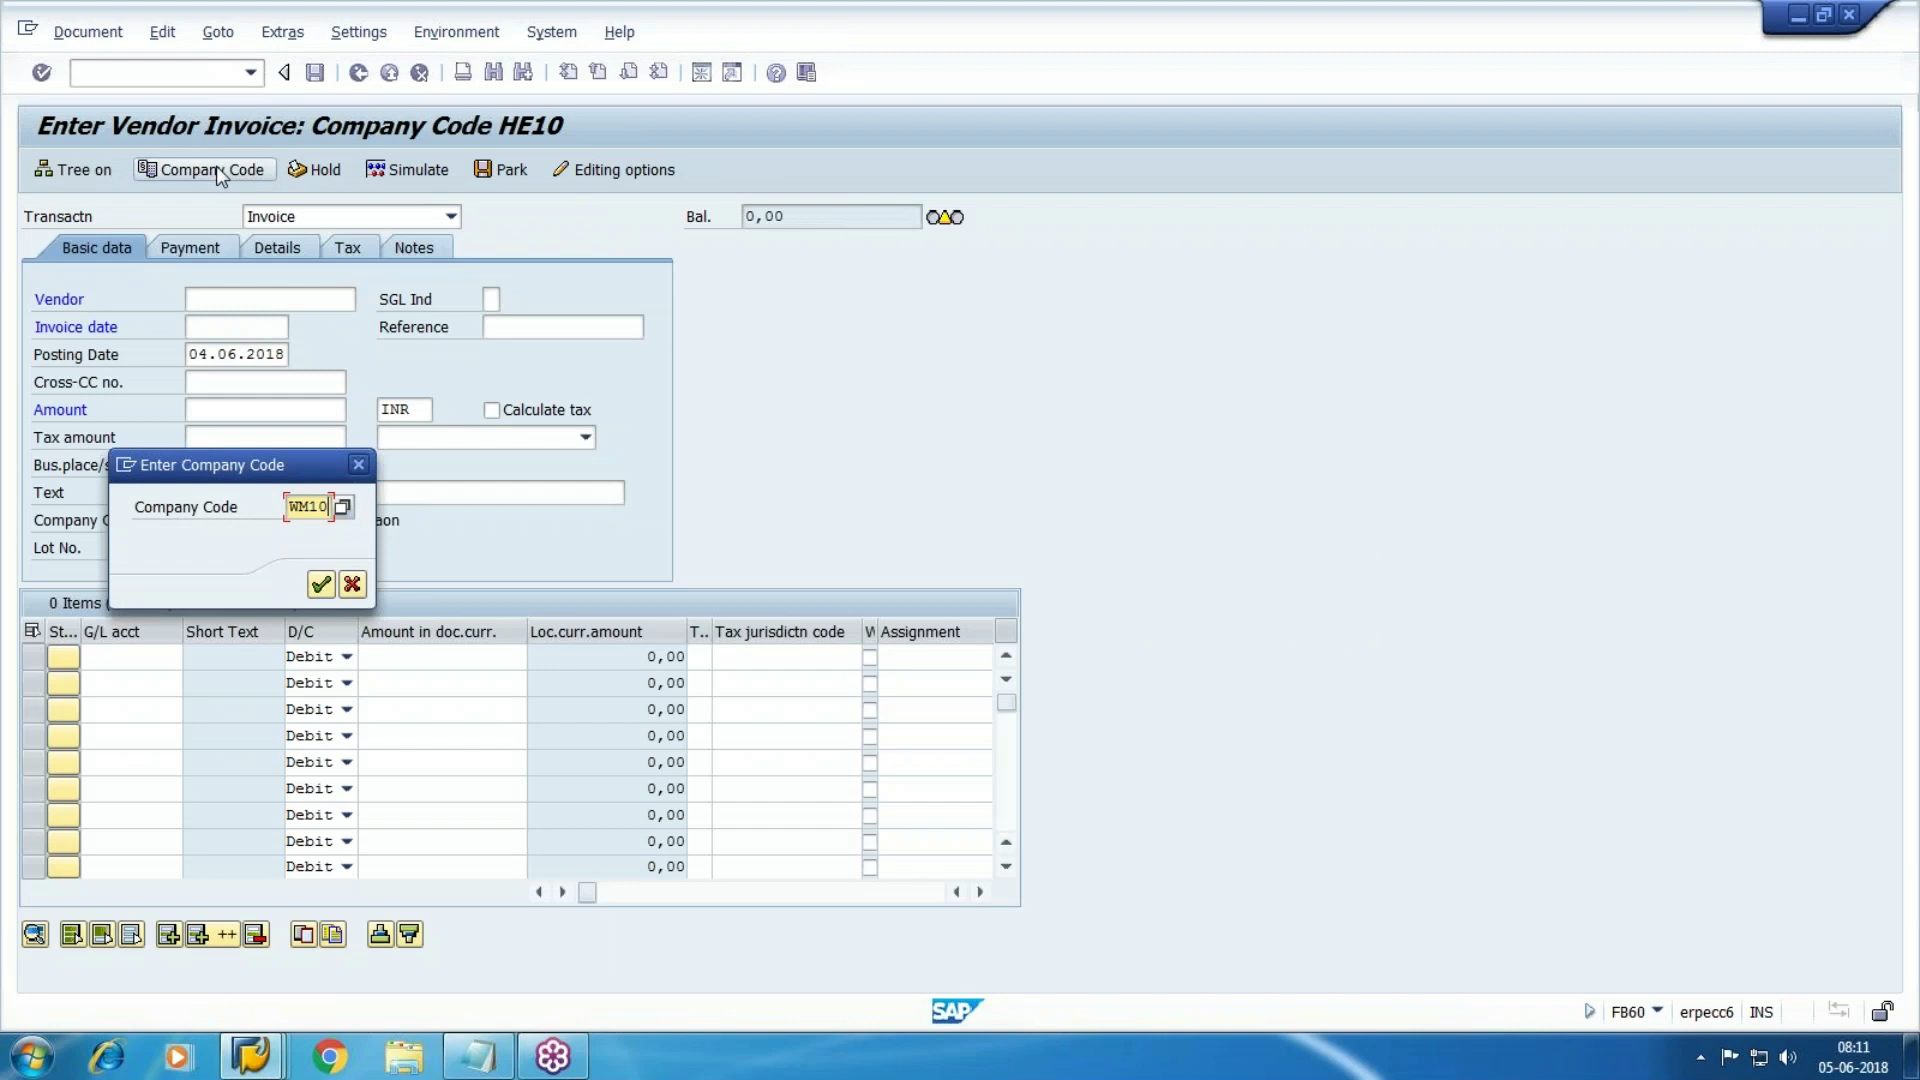 Document Edit Goto Extras Settings Environment System Help
Enter Vendor Invoice: Company Code HE10
Tree on Company Code Hold Simulate Park Editing options
Transactn Invoice Bal. 0,00
Basic data Payment Details Tax Notes
Vendor SGL Ind
Invoice date Reference
Posting Date 04.06.2018
Cross-CC no.
Amount INR Calculate tax
Tax amount
Bus.place/s
Enter Company Code
Text
Company Code WM10
Company C
aon
Lot No.
0 Items (
St... G/L acct Short Text D/C Amount in doc.curr. Loc.curr.amount T.. Tax jurisdictn code W Assignment
Debit 0,00
Debit 0,00
Debit 0,00
Debit 0,00
Debit 0,00
Debit 0,00
Debit 0,00
Debit 0,00
Debit 0,00
++
SAP
FB60 erpecc6 INS
08:11
05-06-2018